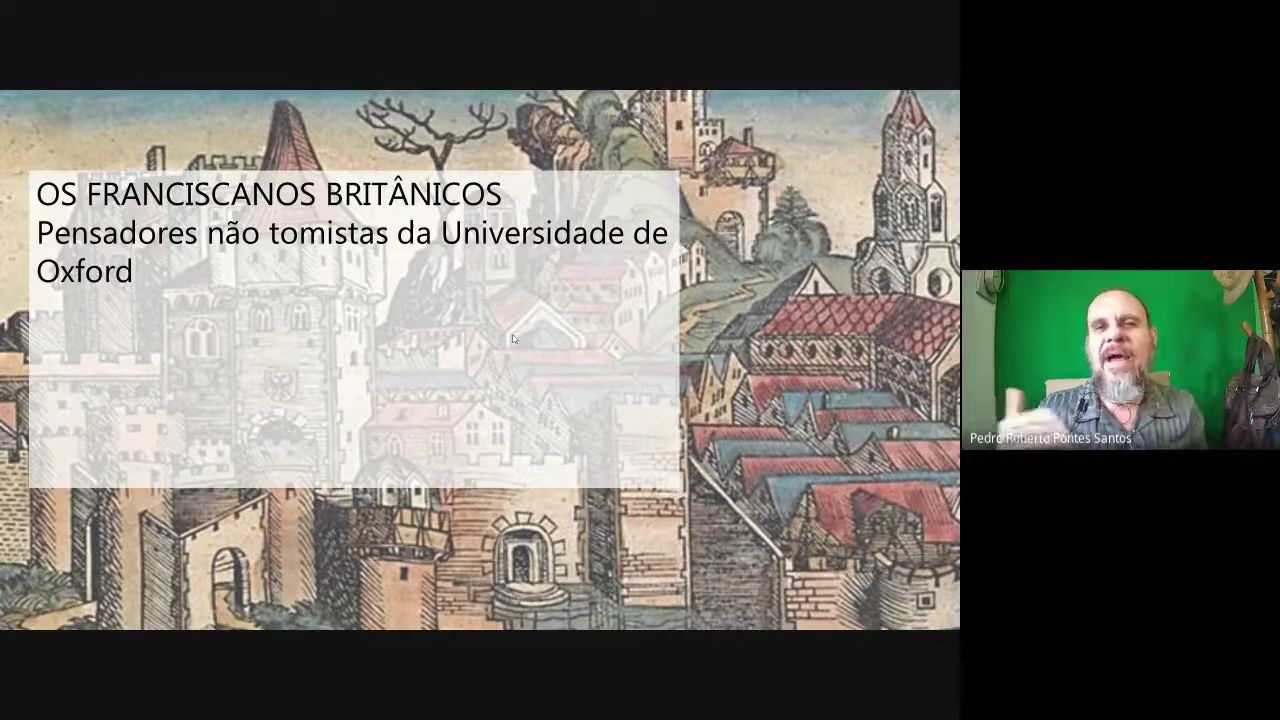 OS FRANCISCANOS BRITÂNICOS
Pensadores não tomistas da Universidade de
Oxford
Pedro Roberto Pontes Santos